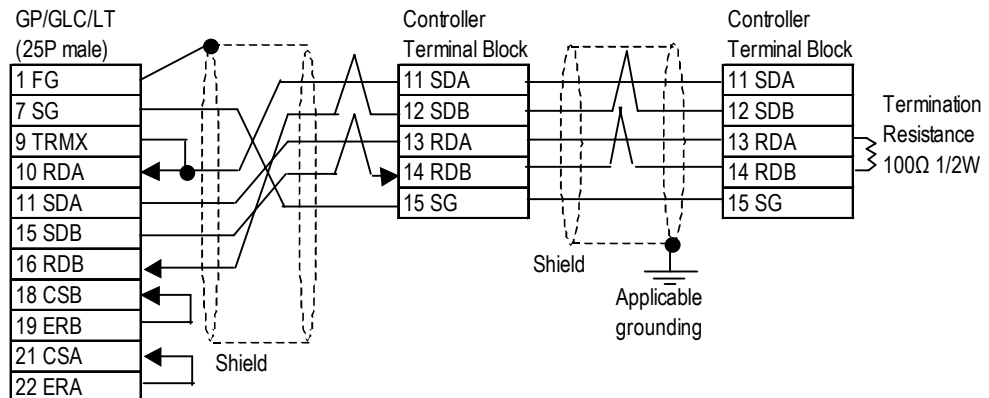 GP/GLC/LT
(25P male)
1 FG
7 SG
9 TRMX
10 RDA
11 SDA
15 SDB
16 RDB
18 CSB
19 ERB
21 CSA
22 ERA
Shield
Controller
Terminal Block
11 SDA
12 SDB
13 RDA
14 RDB
15 SG
Shield
Applicable
grounding
Controller
Terminal Block
11 SDA
12 SDB
13 RDA
14 RDB
15 SG
Termination
Resistance
100Ω 1/2W